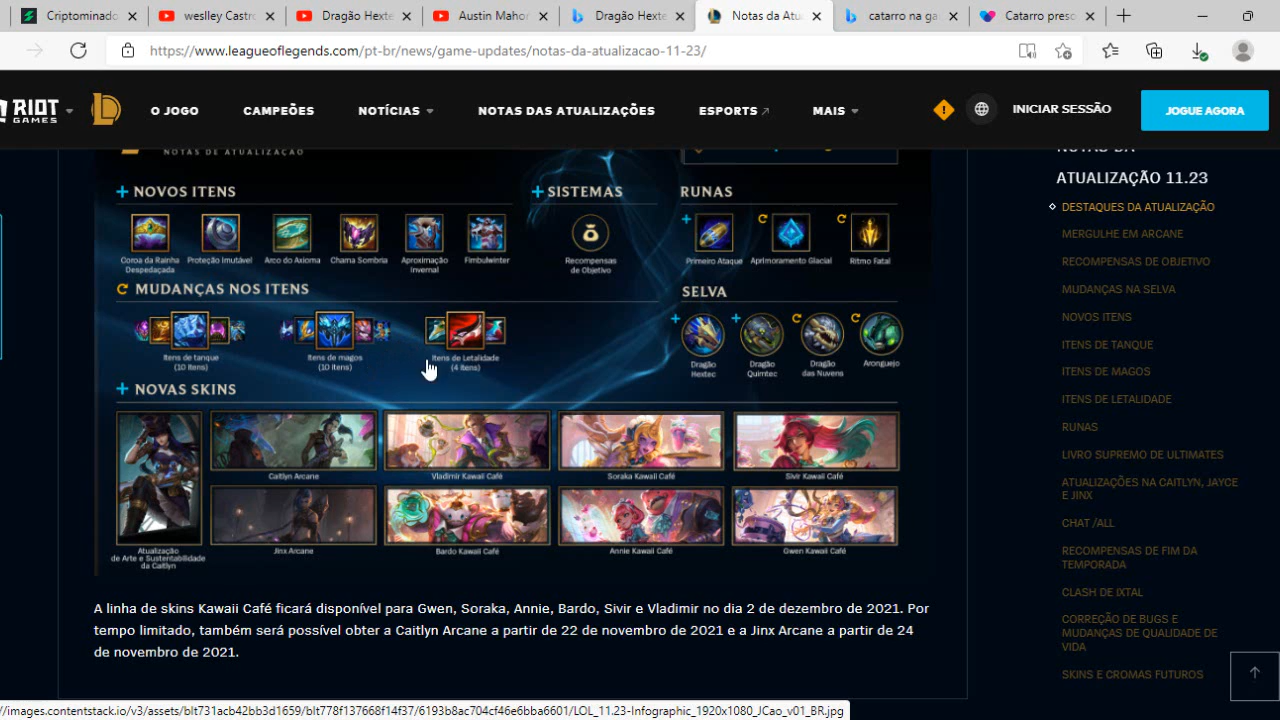 Criptominado
weslley Castro
Dragão Hexte
Austin Mahor
Dragão Hexte
Notas da Atua
catarro na ga
Catarro presc
https://www.leagueoflegends.com/pt-br/news/game-updates/notas-da-atualizacao-11-23/
RIOT GAMES
O JOGO
CAMPEÕES
NOTÍCIAS
NOTAS DAS ATUALIZAÇÕES
ESPORTS
MAIS
INICIAR SESSÃO
JOGUE AGORA
NOTAS DE ATUALIZAÇÃO
+ NOVOS ITENS
Coroa da Rainha
Despedaçada
Proteção Imutável
Arco do Axioma
Chama Sombria
Aproximação
Invernal
Fimbulwinter
+ SISTEMAS
Recompensas
de Objetivo
RUNAS
Primeiro Ataque
Aprimoramento Glacial
Ritmo Fatal
MUDANÇAS NOS ITENS
Itens de tanque
(10 Itens)
Itens de magos
(10 Itens)
Itens de Letalidade
(4 Itens)
SELVA
Dragão
Hextec
Dragão
Quimtec
Dragão
das Nuvens
Aronguejo
+ NOVAS SKINS
Atualização
de Arte e Sustentabilidade
da Caitlyn
Caitlyn Arcane
Vladimir Kawaii Café
Soraka Kawaii Café
Sivir Kawaii Café
Jinx Arcane
Bardo Kawaii Café
Annie Kawaii Café
Gwen Kawaii Café
A linha de skins Kawaii Café ficará disponível para Gwen, Soraka, Annie, Bardo, Sivir e Vladimir no dia 2 de dezembro de 2021. Por
tempo limitado, também será possível obter a Caitlyn Arcane a partir de 22 de novembro de 2021 e a Jinx Arcane a partir de 24
de novembro de 2021.
NOTAS DA
ATUALIZAÇÃO 11.23
DESTAQUES DA ATUALIZAÇÃO
MERGULHE EM ARCANE
RECOMPENSAS DE OBJETIVO
MUDANÇAS NA SELVA
NOVOS ITENS
ITENS DE TANQUE
ITENS DE MAGOS
ITENS DE LETALIDADE
RUNAS
LIVRO SUPREMO DE ULTIMATES
ATUALIZAÇÕES NA CAITLYN, JAYCE
E JINX
CHAT /ALL
RECOMPENSAS DE FIM DA
TEMPORADA
CLASH DE IXTAL
CORREÇÃO DE BUGS E
MUDANÇAS DE QUALIDADE DE
VIDA
SKINS E CROMAS FUTUROS
//images.contentstack.io/v3/assets/blt731acb42bb3d1659/blt778f137668f14f37/6193b8ac704cf46e6bba6601/LOL_11.23-Infographic_1920x1080_JCao_v01_BR.jpg